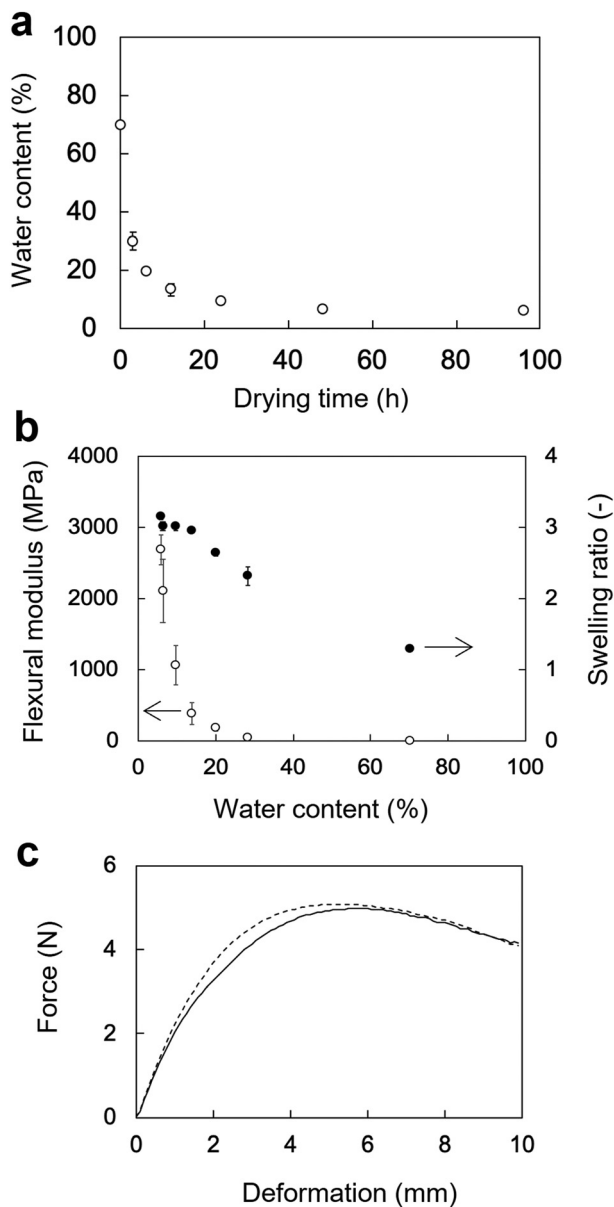 a
100
80
60
40
20
0
Water content (%)
0 20 40 60 80 100
Drying time (h)
b
4000 4
3000 3
2000 2
1000 1
0 0
Flexural modulus (MPa)
Swelling ratio (-)
0 20 40 60 80 100
Water content (%)
c
6
4
2
0
Force (N)
0 2 4 6 8 10
Deformation (mm)